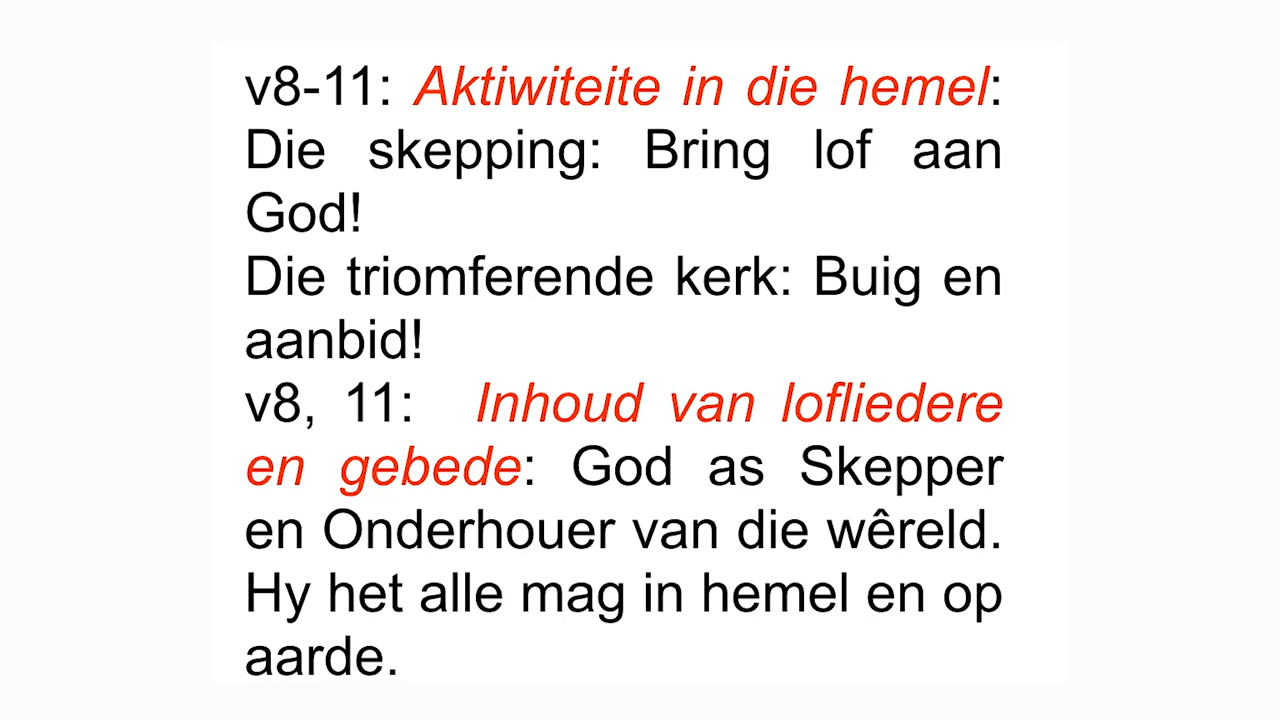 v8-11: Aktiwiteite in die hemel:
Die skepping: Bring lof aan
God!
Die triomferende kerk: Buig en
aanbid!
v8, 11: Inhoud van lofliedere
en gebede: God as Skepper
en Onderhouer van die wêreld.
Hy het alle mag in hemel en op
aarde.